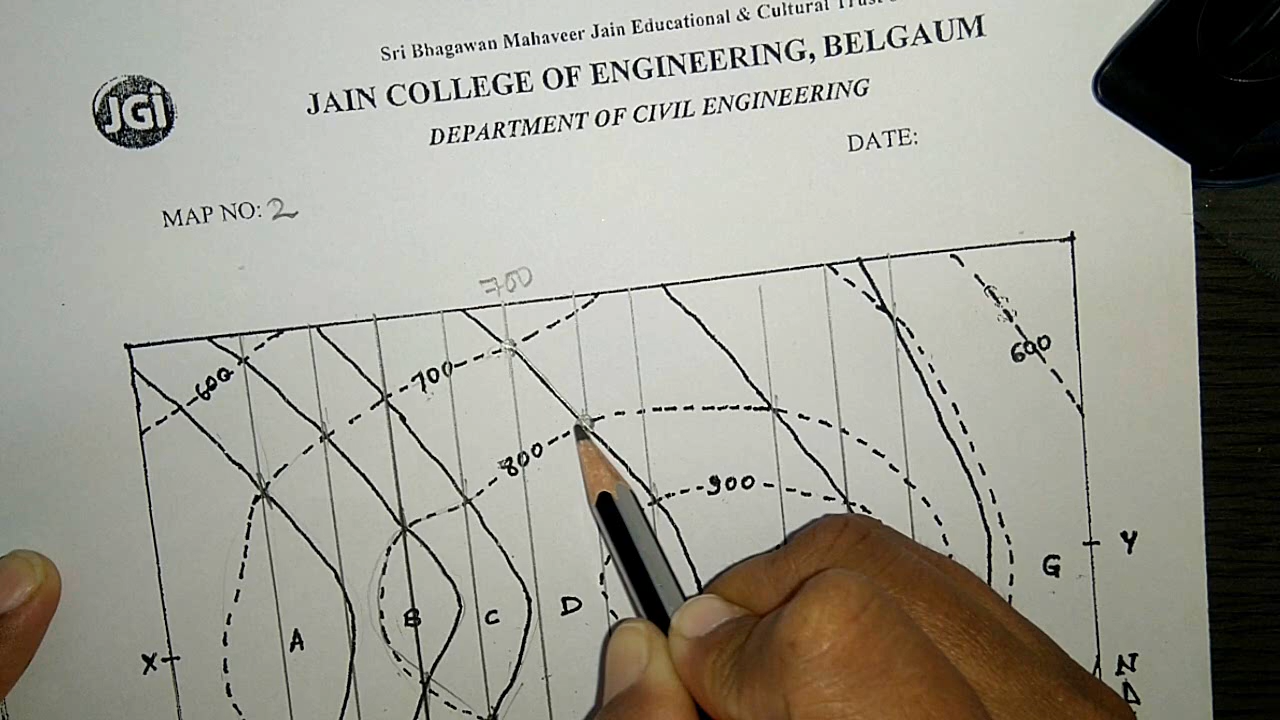 Sri Bhagawan Mahaveer Jain Educational & Cultural Trust
JGI
JAIN COLLEGE OF ENGINEERING, BELGAUM
DEPARTMENT OF CIVIL ENGINEERING
DATE:
MAP NO: 2
700
600
700
600
800
900
A
B
C
D
G
X
Y
N